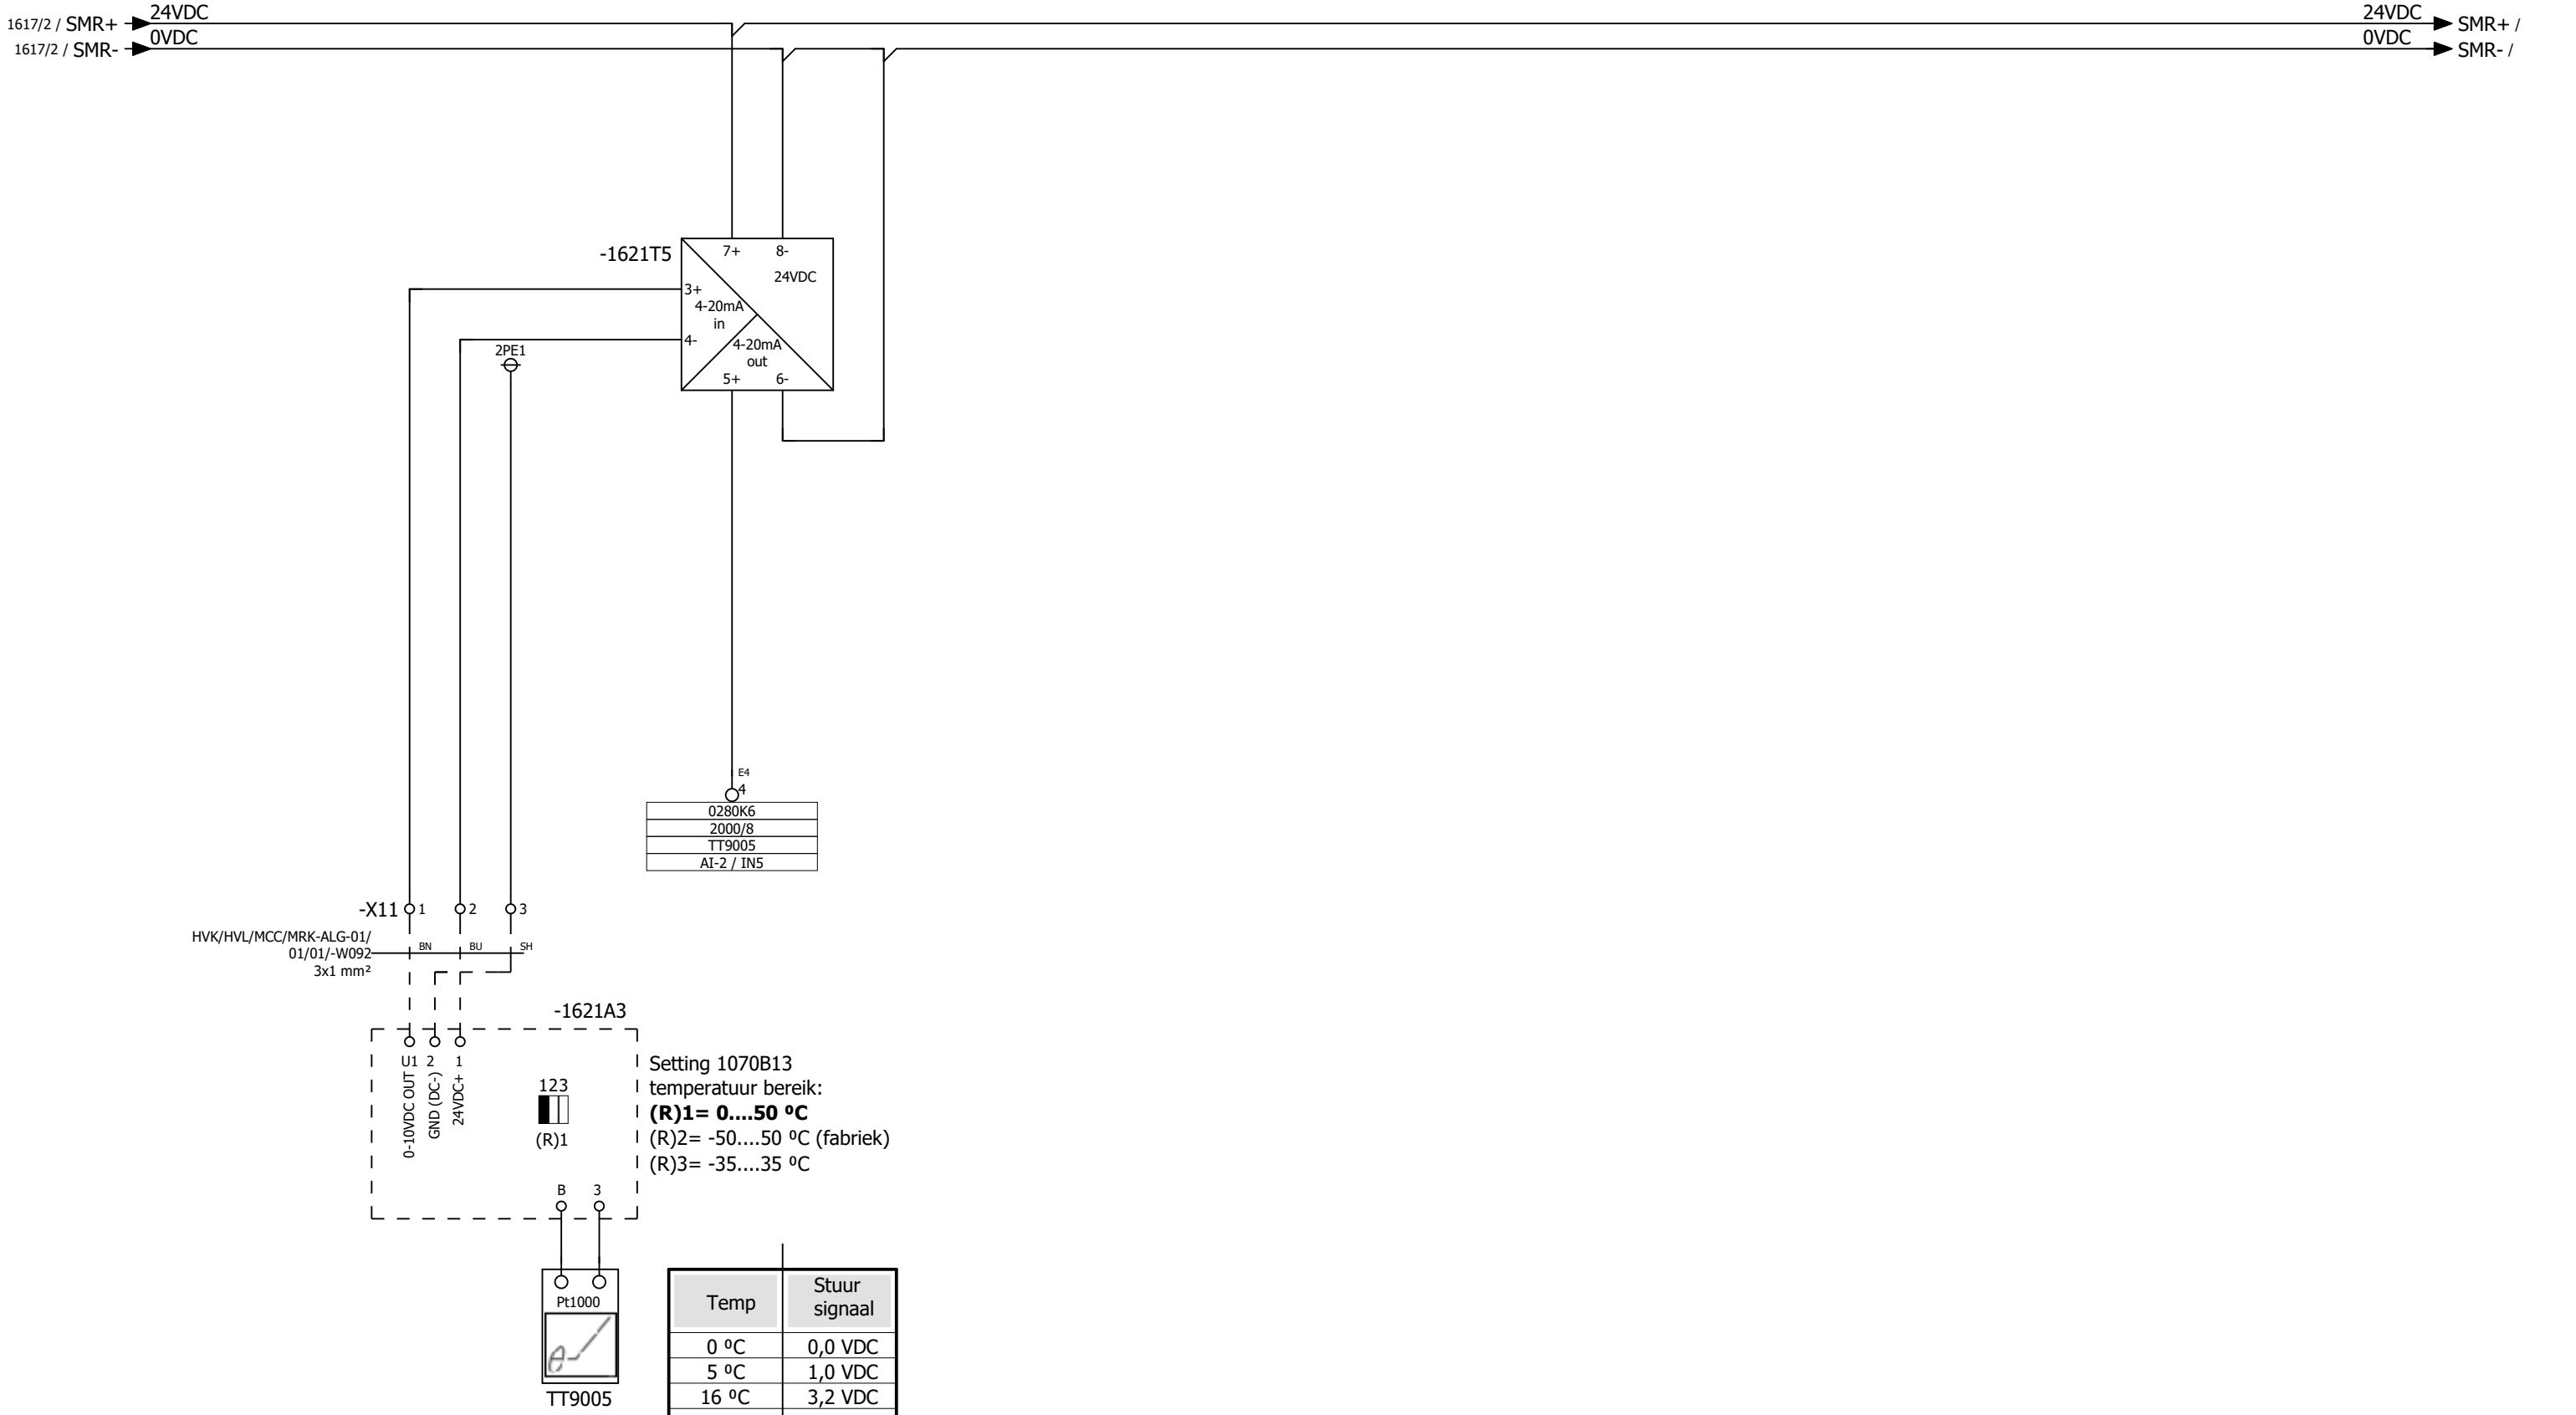 1617/2 / SMR+ 24VDC 24VDC SMR+ /
1617/2 / SMR- 0VDC 0VDC SMR- /
-1621T5 7+ 8-
24VDC
3+
4-20mA
in
4-
4-20mA
out
2PE1
5+ 6-
E4
4
0280K6
2000/8
TT9005
AI-2 / IN5
-X11 1 2 3
HVK/HVL/MCC/MRK-ALG-01/
01/01/-W092
3x1 mm²
BN BU SH
-1621A3
U1 2 1
0-10VDC OUT
GND (DC-)
24VDC+
123
(R)1
Setting 1070B13
temperatuur bereik:
(R)1= 0....50 ºC
(R)2= -50....50 ºC (fabriek)
(R)3= -35....35 ºC
B 3
Pt1000
θ
TT9005
Temp Stuur signaal
0 ºC 0,0 VDC
5 ºC 1,0 VDC
16 ºC 3,2 VDC